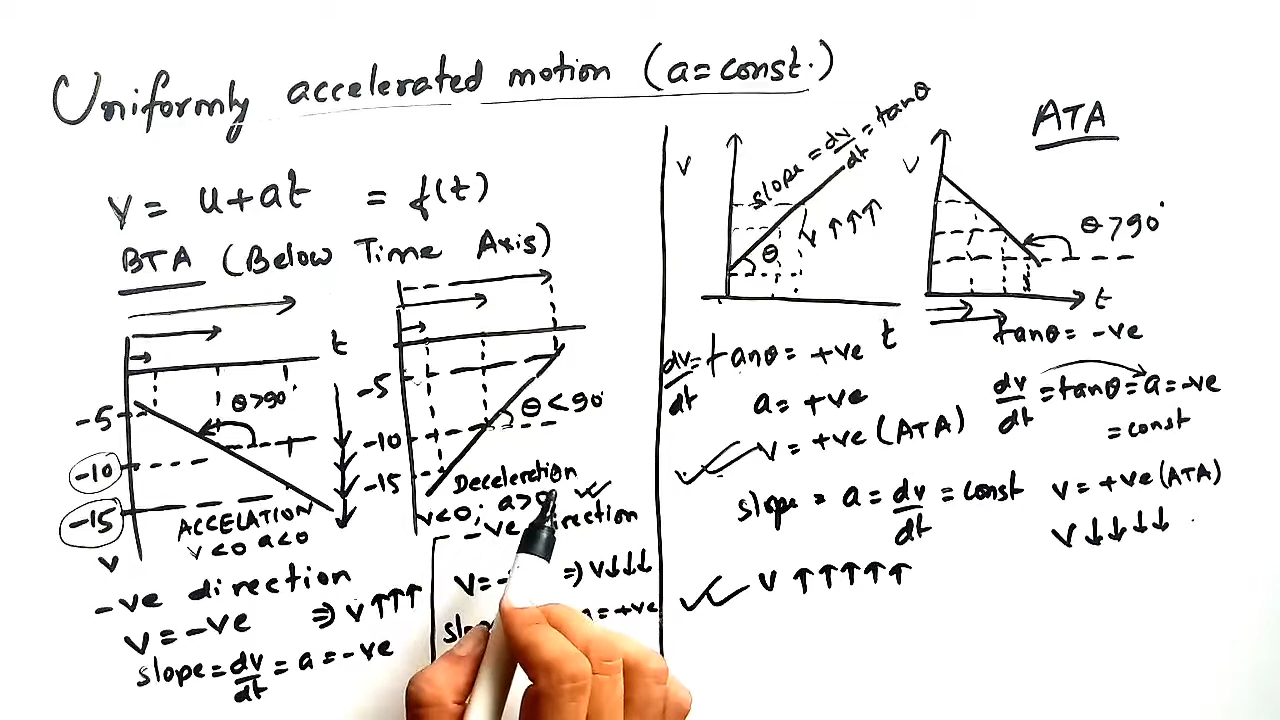 Uniformly accelerated motion (a=const.)
V = u+at = f(t)
BTA (Below Time Axis)
t
-5
-10
-15
V
θ>90°
ACCELATION
V<0 a<0
-ve direction
V = -ve ⇒ V↑↑↑
slope = dv/dt = a = -ve
-5
-10
-15
θ<90°
Deceleration
V<0; a>0
-ve direction
V=- ⇒ V↓↓↓
a = +ve
V
slope = dv/dt = tanθ
θ
V ↑↑↑
t
dv/dt = tanθ = +ve
a = +ve
V = +ve (ATA)
slope = a = dv/dt = const
V ↑↑↑↑↑
ATA
V
θ>90°
t
tanθ = -ve
dv/dt = tanθ = a = -ve
= const
V = +ve (ATA)
V↓↓↓↓